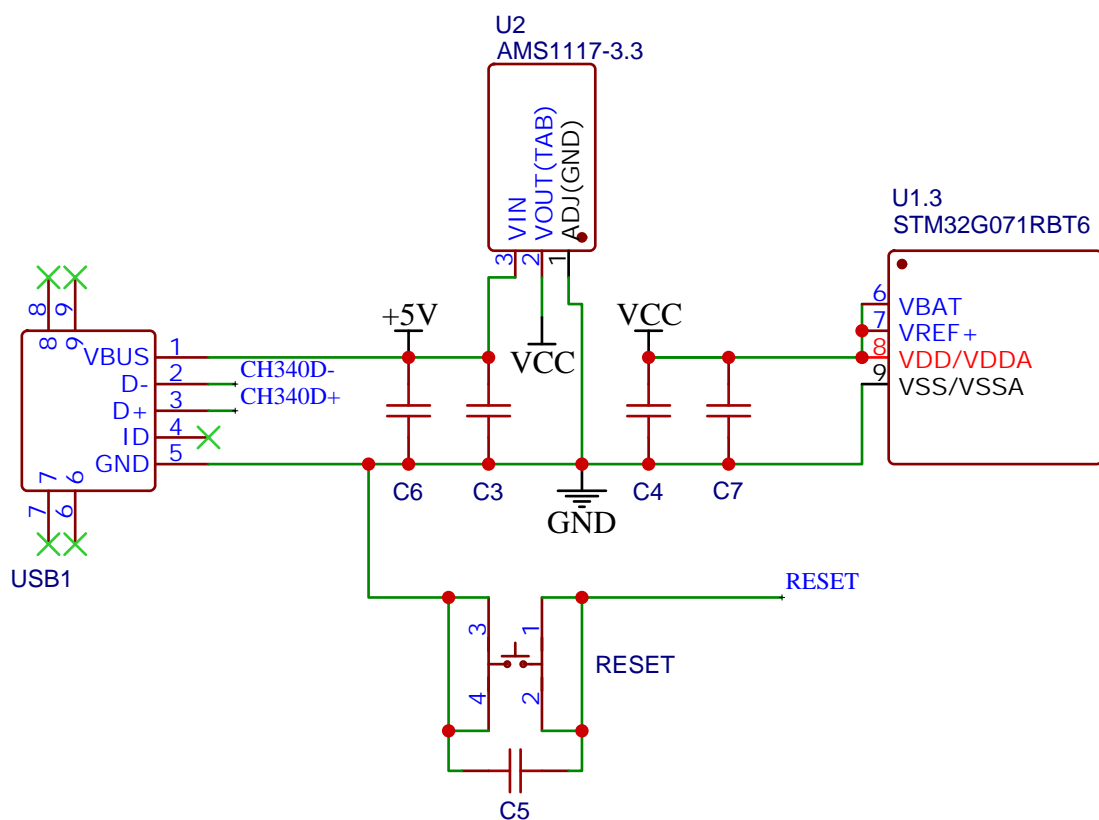 U2
AMS1117-3.3
VIN
VOUT(TAB)
ADJ(GND)
3
2
1
U1.3
STM32G071RBT6
6
VBAT
7
VREF+
8
VDD/VDDA
9
VSS/VSSA
8
9
8
9
+5V
VCC
VCC
VBUS
1
CH340D-
D-
2
CH340D+
D+
3
ID
4
GND
5
7
6
7
6
USB1
C6
C3
C4
C7
GND
RESET
3
1
RESET
4
2
C5